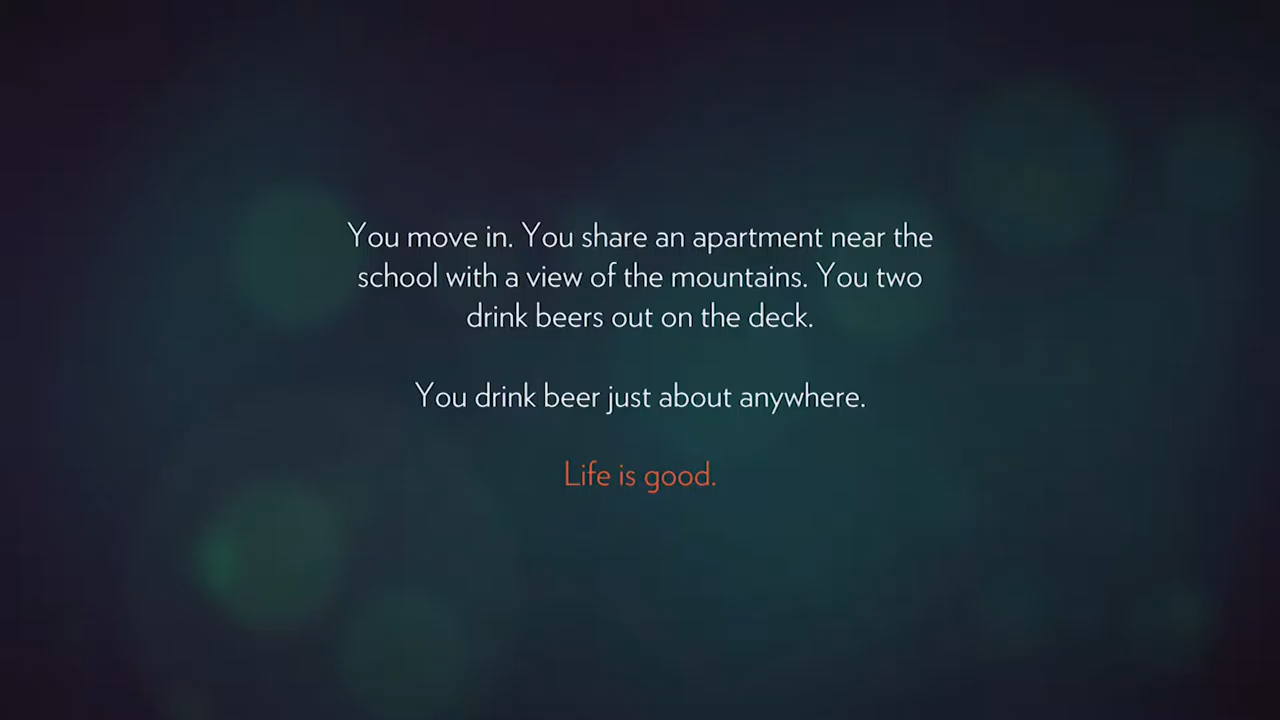 You move in. You share an apartment near the
school with a view of the mountains. You two
drink beers out on the deck.
You drink beer just about anywhere.
Life is good.